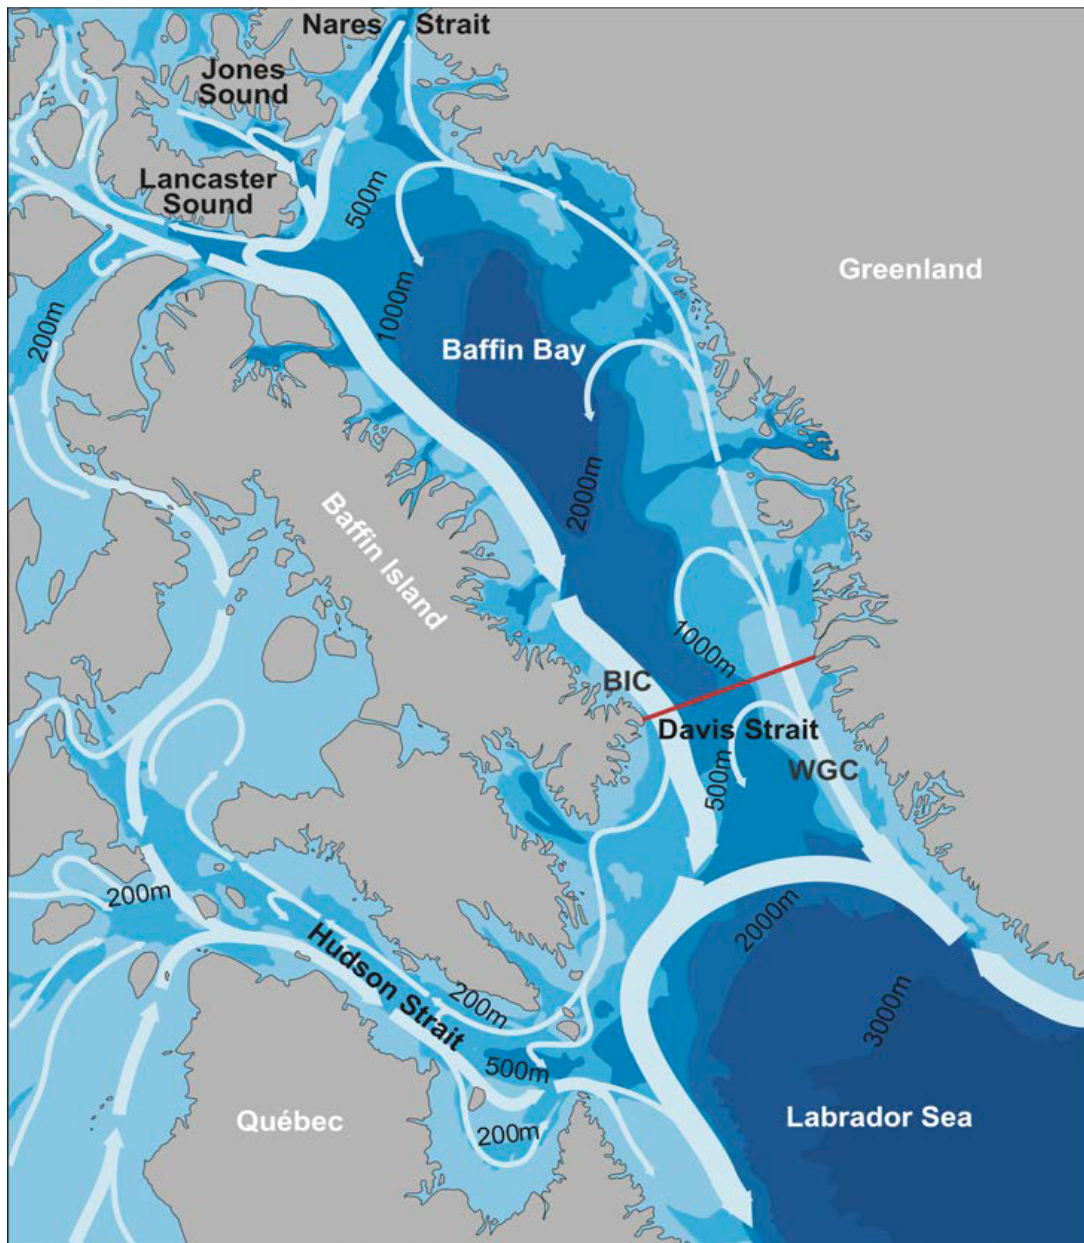 Nares Strait
Jones
Sound
Lancaster
Sound
500m
Greenland
200m
1000m
Baffin Bay
2000m
Baffin Island
1000m
BIC
Davis Strait
500m
WGC
200m
2000m
Hudson Strait
200m
3000m
500m
Québec
200m
Labrador Sea